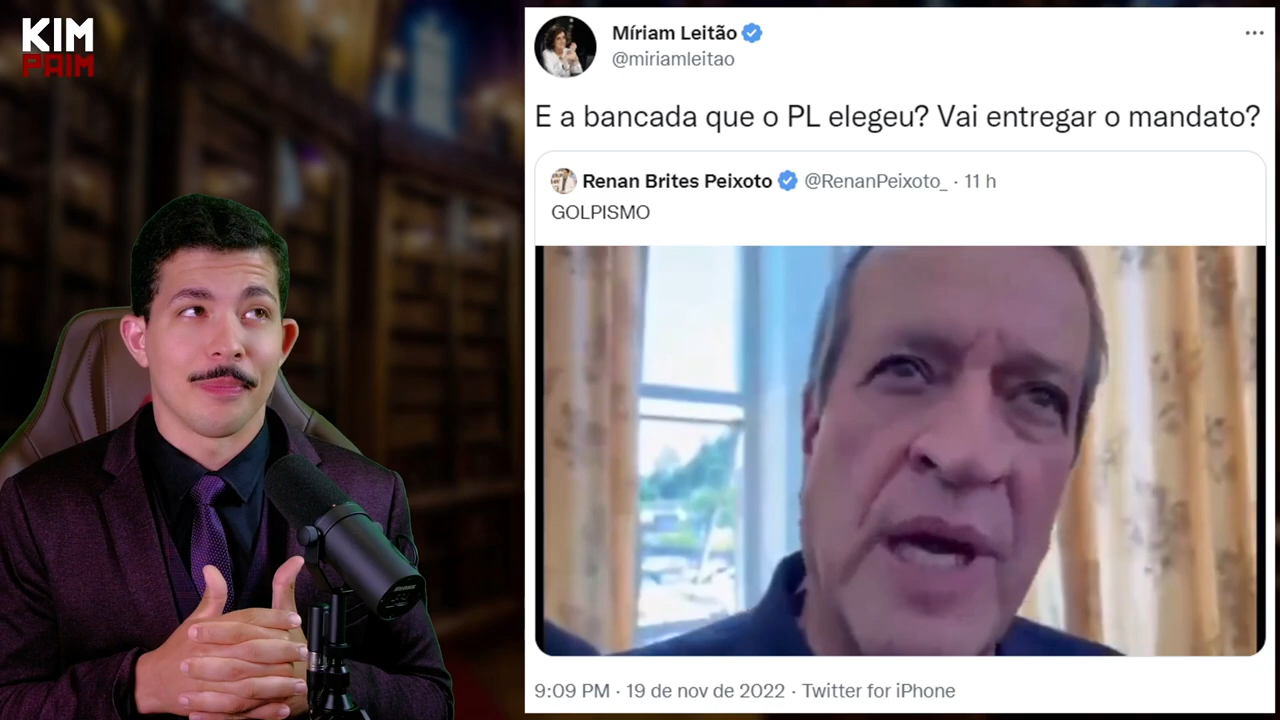 KIM
PAIM
Míriam Leitão
@miriamleitao
E a bancada que o PL elegeu? Vai entregar o mandato?
Renan Brites Peixoto @RenanPeixoto_ · 11 h
GOLPISMO
9:09 PM · 19 de nov de 2022 · Twitter for iPhone